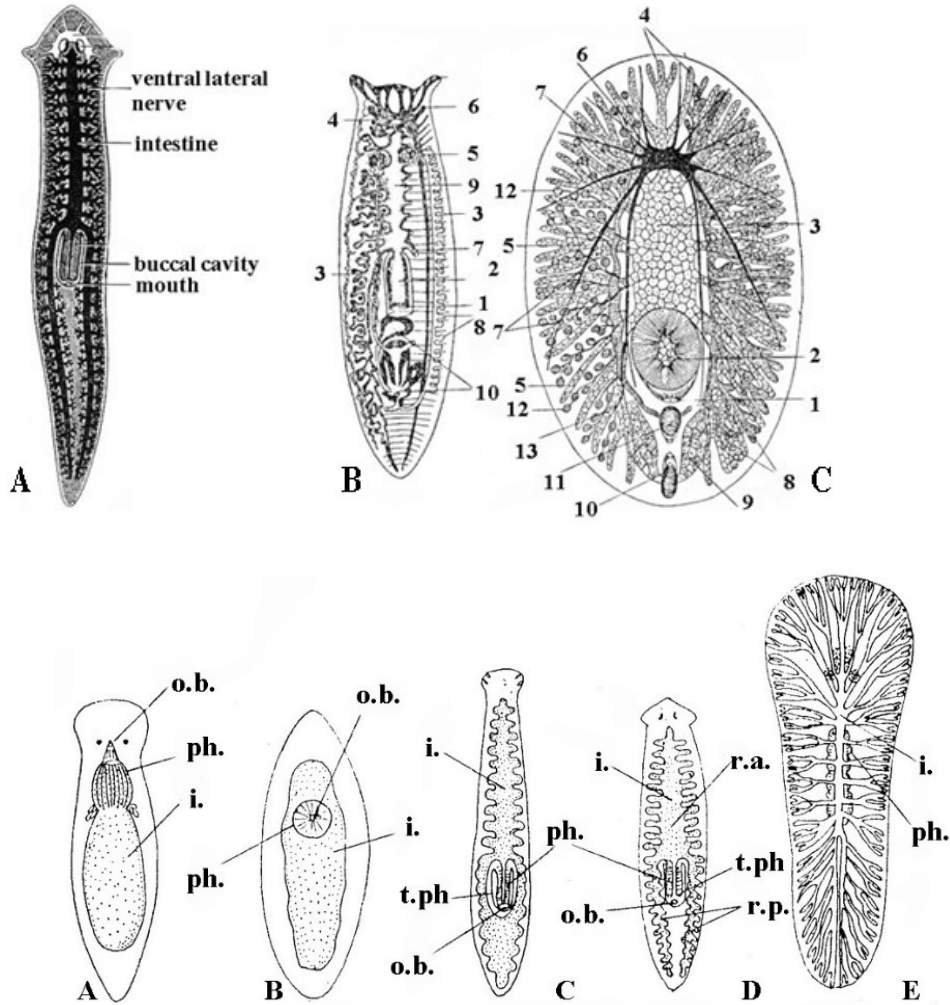 ventral lateral
nerve
intestine
buccal cavity
mouth
A
4
3
6
5
9
3
7
2
1
8
10
B
4
6
7
12
5
7
5
12
13
11
10
3
2
1
8
9
C
o.b.
ph.
i.
A
o.b.
i.
ph.
B
i.
ph.
t.ph
o.b.
C
i.
r.a.
t.ph
o.b.
r.p.
D
i.
ph.
E